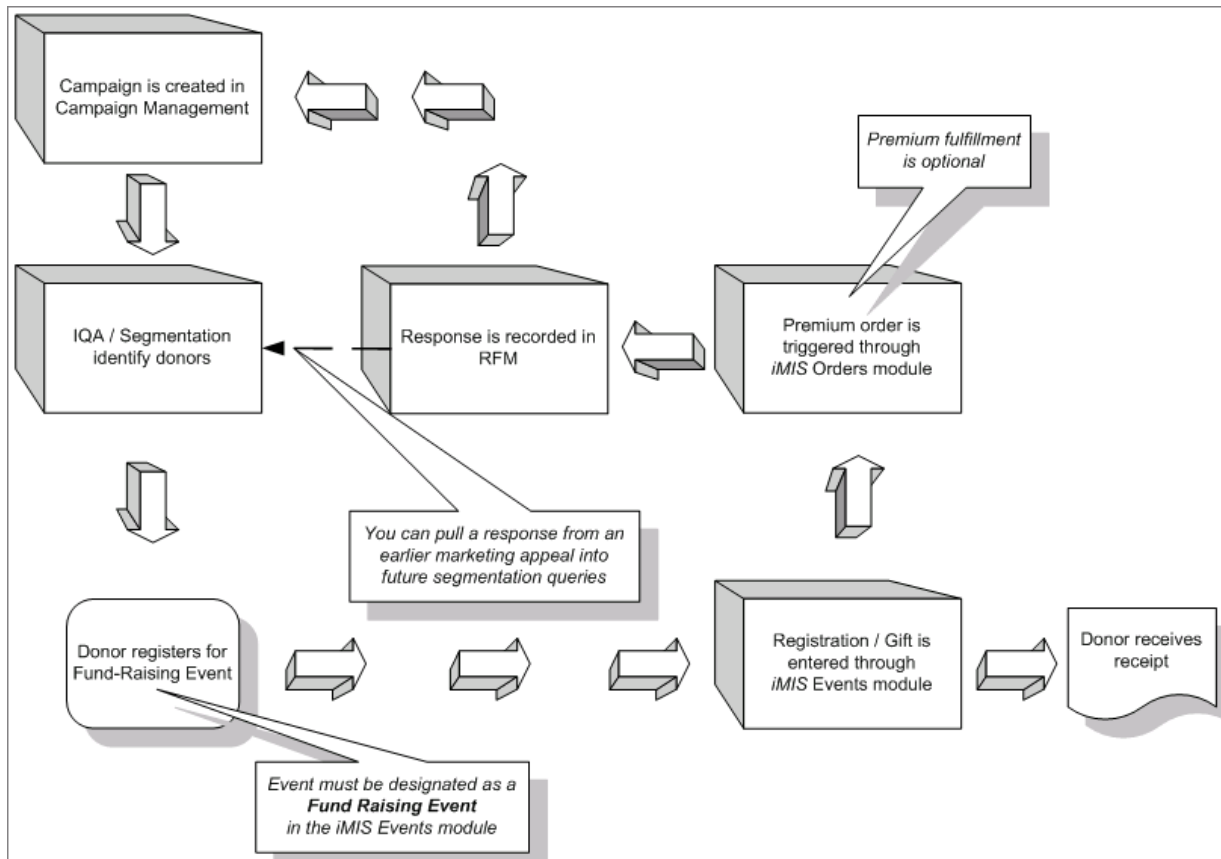 Campaign is created in
Campaign Management
Premium fulfillment
is optional
IQA / Segmentation
identify donors
Response is recorded in
RFM
Premium order is
triggered through
iMIS Orders module
You can pull a response from an
earlier marketing appeal into
future segmentation queries
Donor registers for
Fund-Raising Event
Registration / Gift is
entered through
iMIS Events module
Donor receives
receipt
Event must be designated as a
Fund Raising Event
in the iMIS Events module